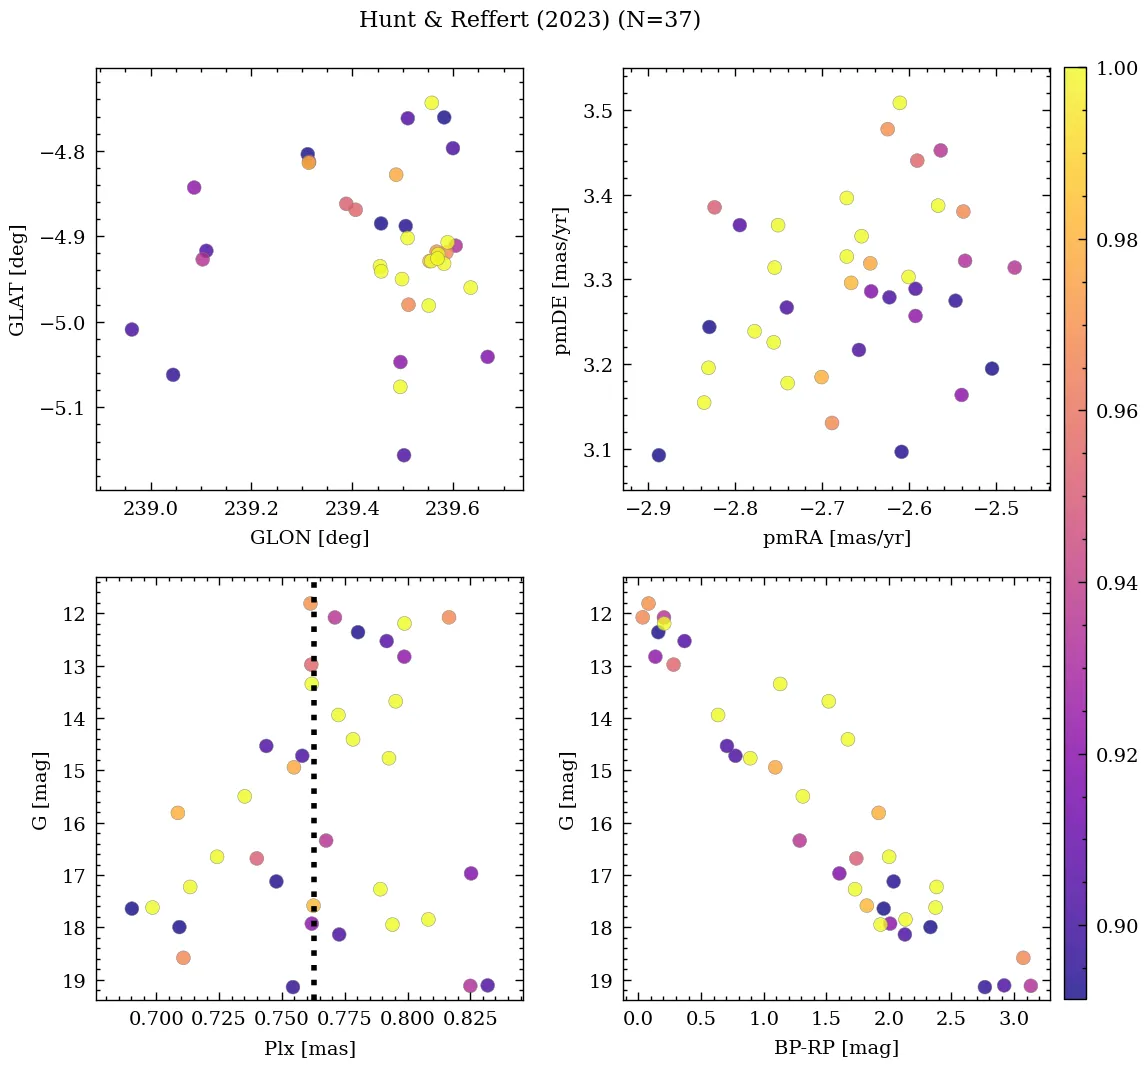 Hunt & Reffert (2023) (N=37)
GLAT [deg]
−4.8
−4.9
−5.0
−5.1
239.0 239.2 239.4 239.6
GLON [deg]
pmDE [mas/yr]
3.5
3.4
3.3
3.2
3.1
−2.9 −2.8 −2.7 −2.6 −2.5
pmRA [mas/yr]
1.00
0.98
0.96
0.94
0.92
0.90
G [mag]
12
13
14
15
16
17
18
19
0.700 0.725 0.750 0.775 0.800 0.825
Plx [mas]
G [mag]
12
13
14
15
16
17
18
19
0.0 0.5 1.0 1.5 2.0 2.5 3.0
BP-RP [mag]